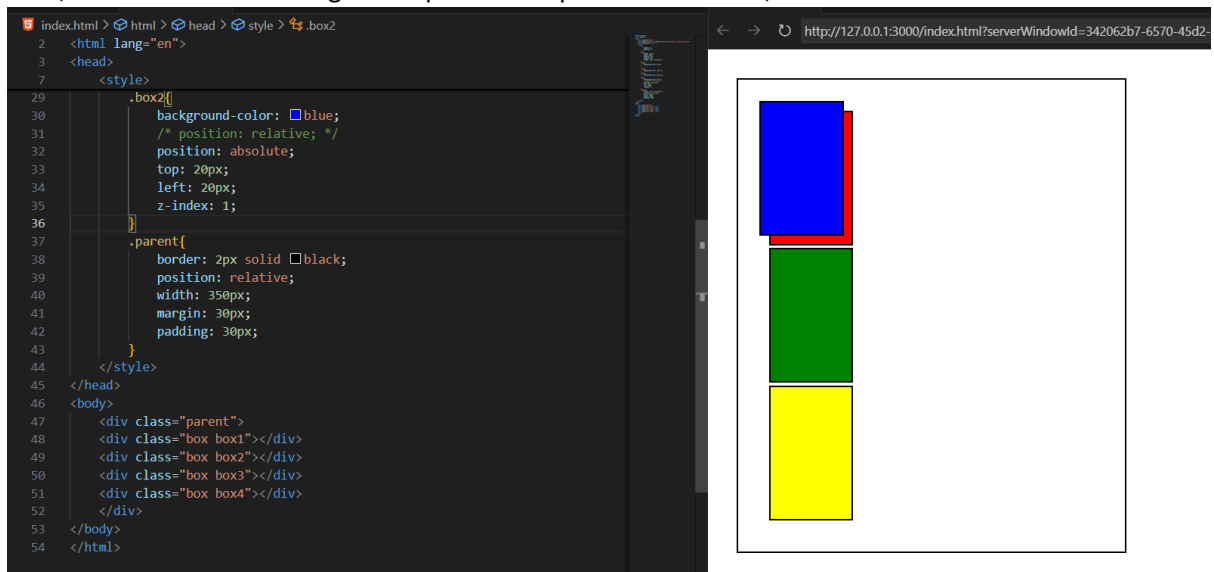 index.html > html > head > style > .box2
2 <html lang="en">
3 <head>
7 <style>
29 .box2{
30 background-color: blue;
31 /* position: relative; */
32 position: absolute;
33 top: 20px;
34 left: 20px;
35 z-index: 1;
36 }
37 .parent{
38 border: 2px solid black;
39 position: relative;
40 width: 350px;
41 margin: 30px;
42 padding: 30px;
43 }
44 </style>
45 </head>
46 <body>
47 <div class="parent">
48 <div class="box box1"></div>
49 <div class="box box2"></div>
50 <div class="box box3"></div>
51 <div class="box box4"></div>
52 </div>
53 </body>
54 </html>
http://127.0.0.1:3000/index.html?serverWindowId=342062b7-6570-45d2-